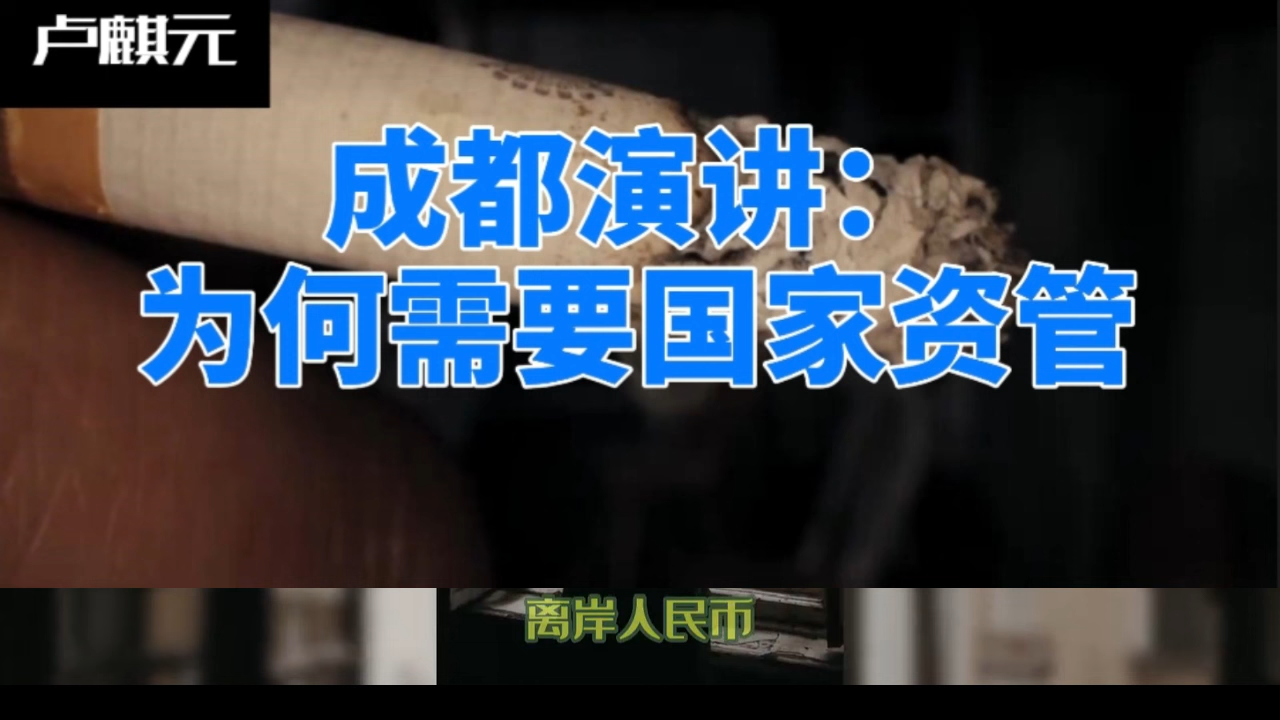 卢麒元
成都演讲：
为何需要国家资管
离岸人民币